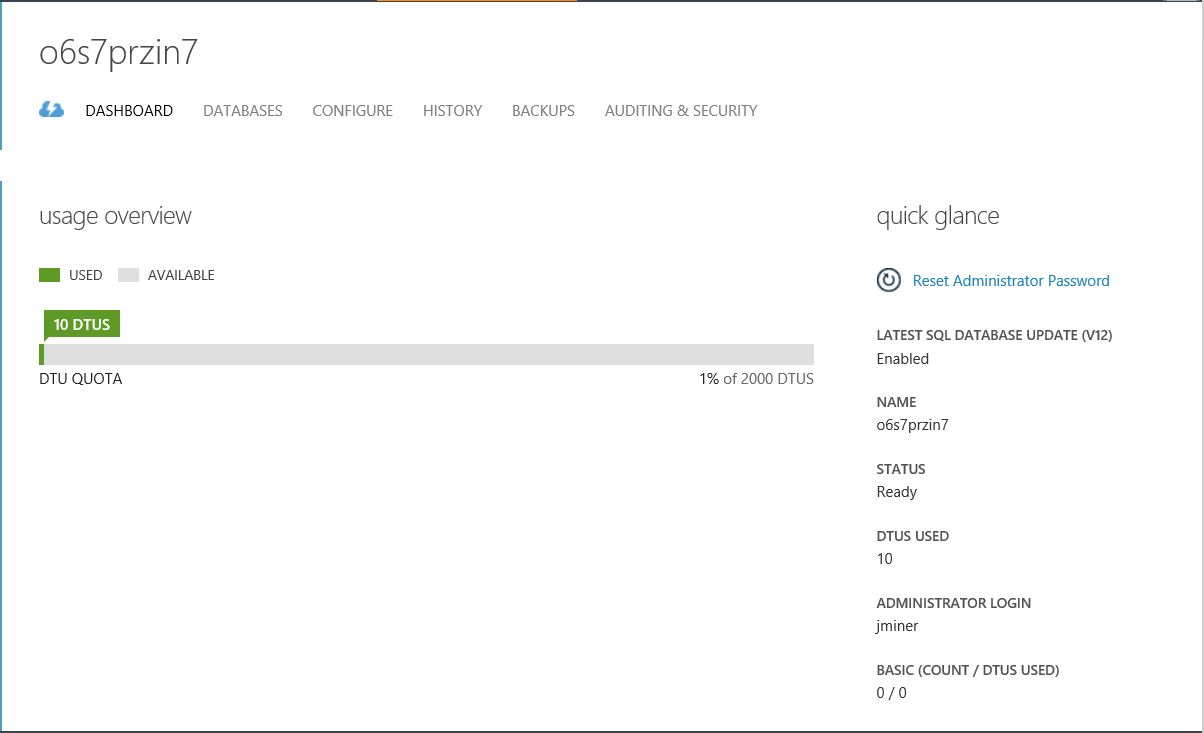 o6s7przin7
DASHBOARD DATABASES CONFIGURE HISTORY BACKUPS AUDITING & SECURITY
usage overview
USED AVAILABLE
10 DTUS
DTU QUOTA 1% of 2000 DTUS
quick glance
Reset Administrator Password
LATEST SQL DATABASE UPDATE (V12)
Enabled
NAME
o6s7przin7
STATUS
Ready
DTUS USED
10
ADMINISTRATOR LOGIN
jminer
BASIC (COUNT / DTUS USED)
0 / 0